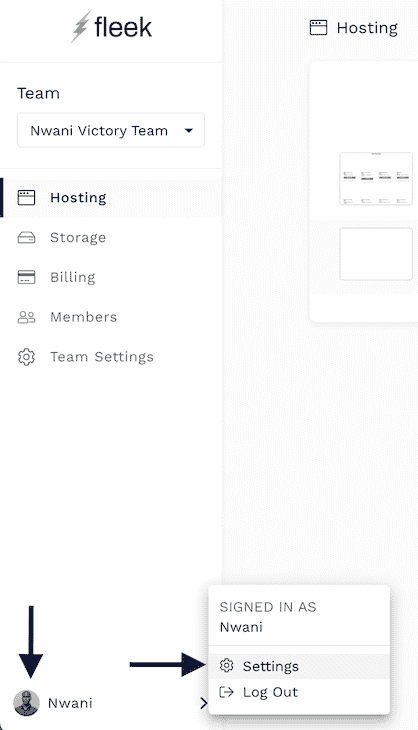 fleek
Hosting
Team
Nwani Victory Team
Hosting
Storage
Billing
Members
Team Settings
SIGNED IN AS
Nwani
Settings
Log Out
Nwani